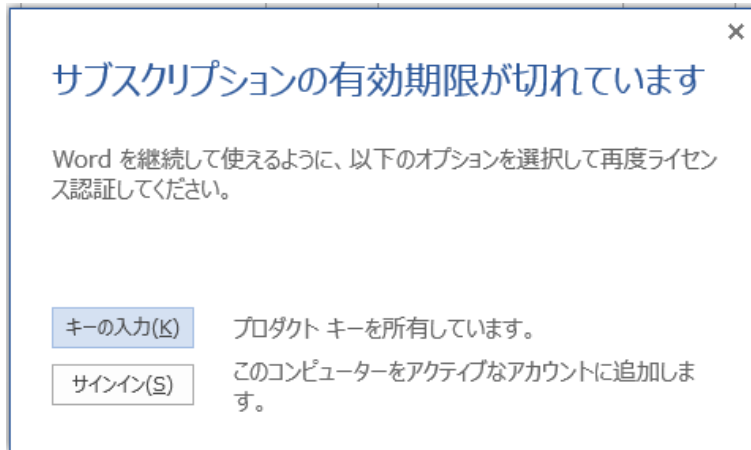 サブスクリプションの有効期限が切れています
Word を継続して使えるように、以下のオプションを選択して再度ライセン
ス認証してください。
キーの入力(K) プロダクト キーを所有しています。
サインイン(S) このコンピューターをアクティブなアカウントに追加しま
す。